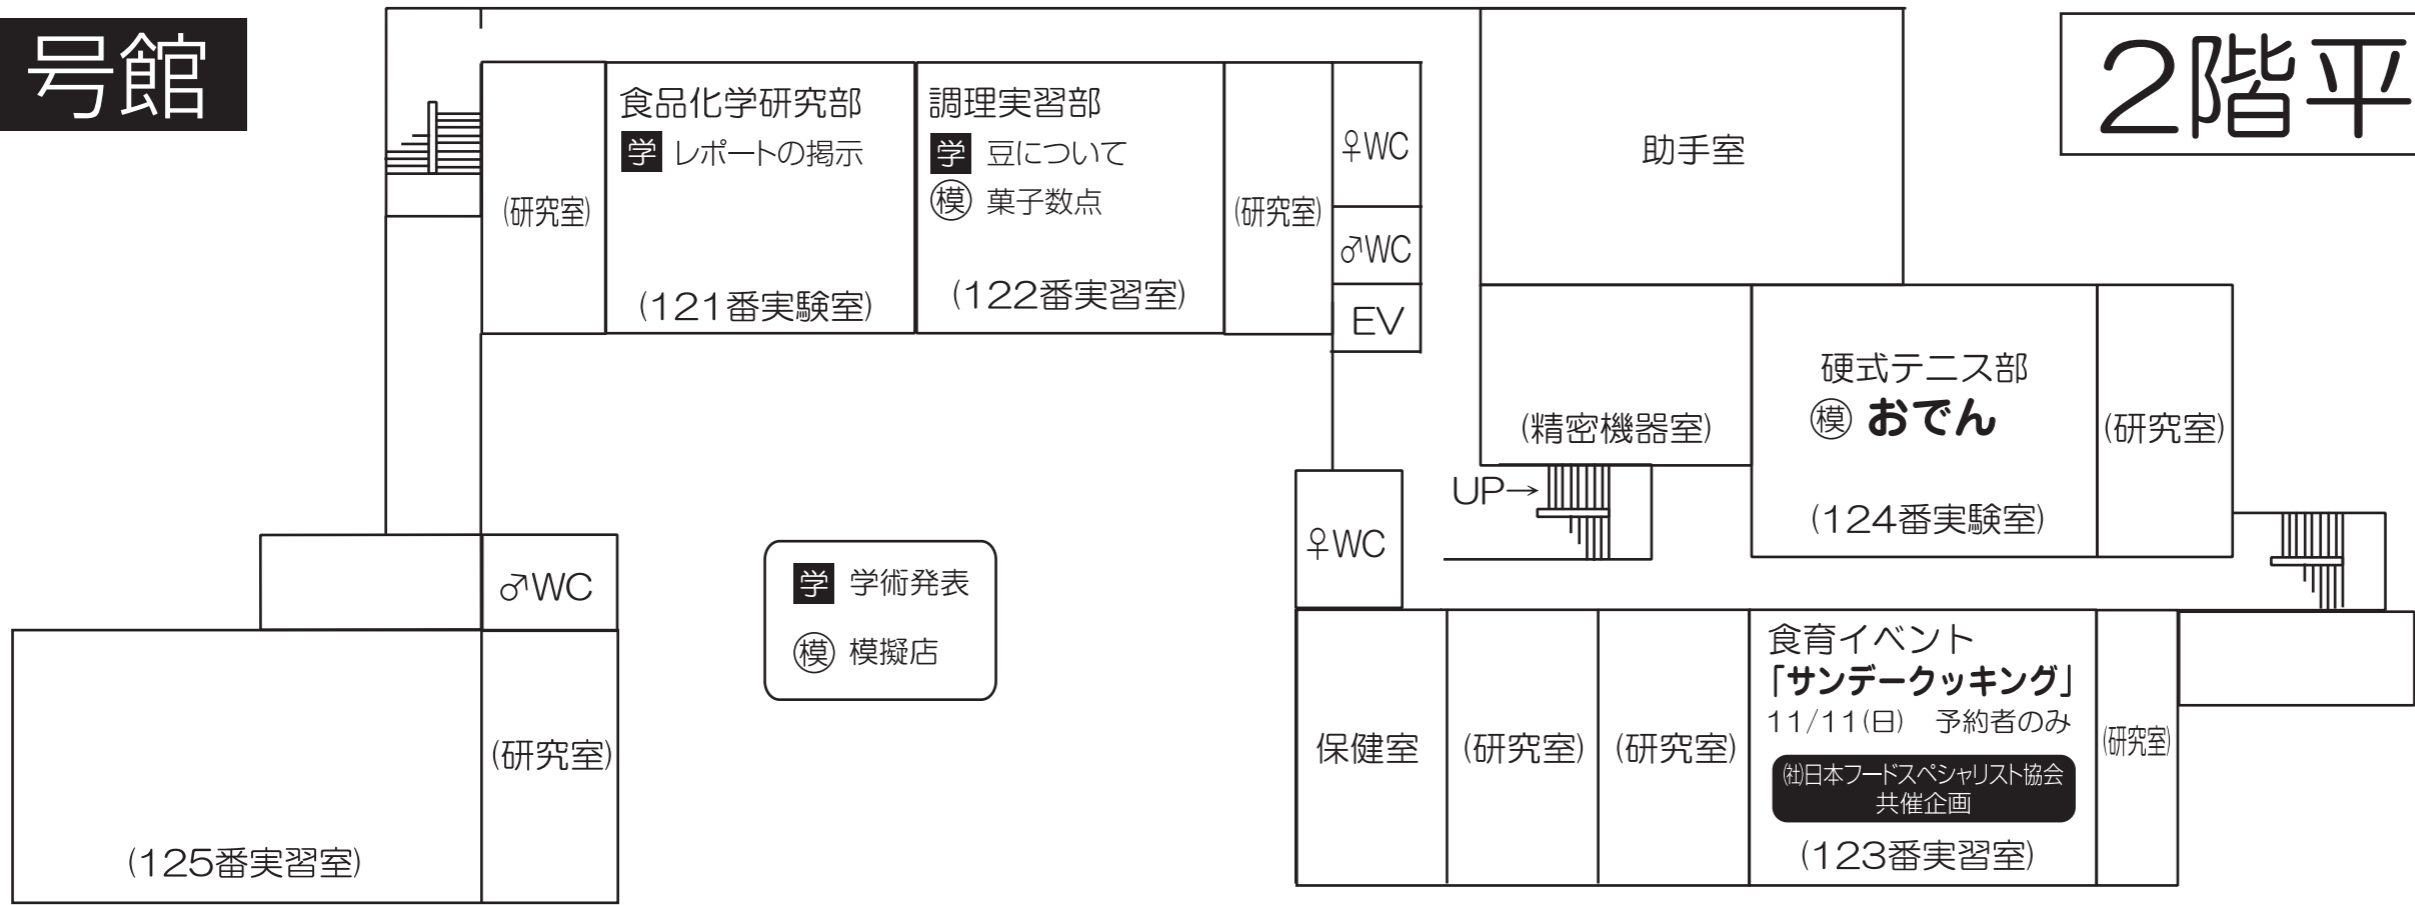 号館
2階平
食品化学研究部
学 レポートの掲示
(121番実験室)
調理実習部
学 豆について
模 菓子数点
(122番実習室)
(研究室)
(研究室)
♀WC
♂WC
EV
助手室
(精密機器室)
硬式テニス部
模 おでん
(124番実験室)
(研究室)
UP→
♀WC
♂WC
学 学術発表
模 模擬店
(研究室)
(125番実習室)
保健室
(研究室)
(研究室)
食育イベント
「サンデークッキング」
11/11(日) 予約者のみ
㈳日本フードスペシャリスト協会
共催企画
(123番実習室)
(研究室)